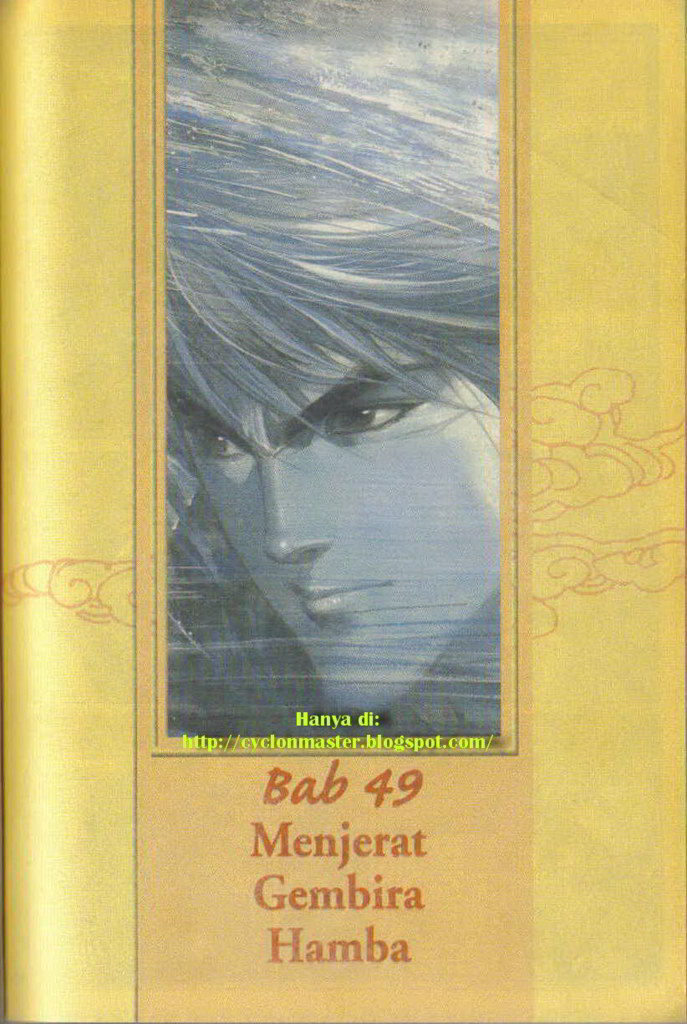 Hanya di:
http://cyclonmaster.blogspot.com/
Bab 49
Menjerat
Gembira
Hamba